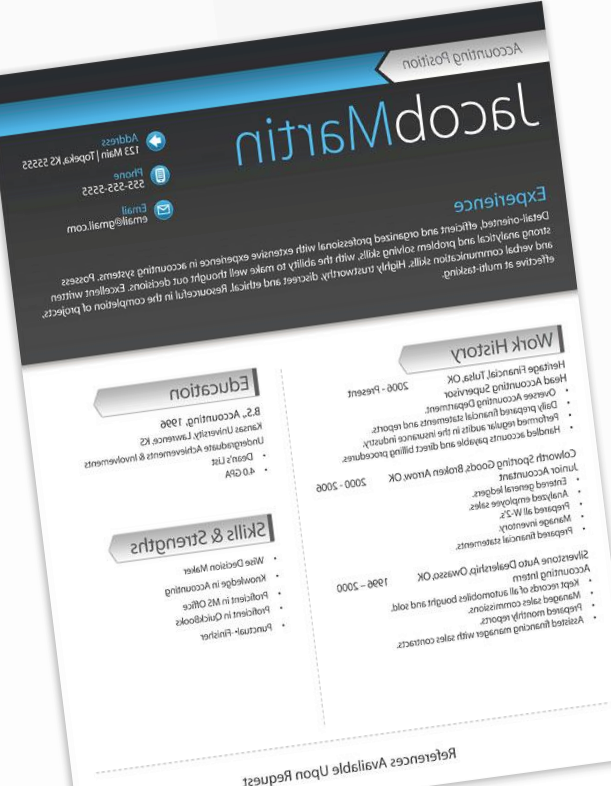 Accounting Position
JacobMartin
Address
123 Main | Topeka, KS 55555
Phone
555-555-5555
Email
email@gmail.com
Experience
Detail-oriented, efficient and organized professional with extensive experience in accounting systems. Possess
strong analytical and problem solving skills, with the ability to make well thought out decisions. Excellent written
and verbal communication skills. Highly trustworthy, discreet and ethical. Resourceful in the completion of projects,
effective at multi-tasking.
Work History
Heritage Financial, Tulsa, OK 2006 - Present
Head Accounting Supervisor
• Oversee Accounting Department.
• Daily prepared financial statements and reports.
• Performed regular audits in the insurance industry.
• Handled accounts payable and direct billing procedures.
Colworth Sporting Goods, Broken Arrow, OK 2000 - 2006
Junior Accountant
• Entered general ledgers.
• Analyzed employee sales.
• Prepared all W-2's.
• Manage inventory.
• Prepared financial statements.
Silverstone Auto Dealership, Owasso, OK 1996 – 2000
Accounting Intern
• Kept records of all automobiles bought and sold.
• Managed sales commissions.
• Prepared monthly reports.
• Assisted financing manager with sales contracts.
Education
B.S., Accounting, 1996
Kansas University, Lawrence, KS
Undergraduate Achievements & Involvements
• Dean's List
• 4.0 GPA
Skills & Strengths
• Wise Decision Maker
• Knowledge in Accounting
• Proficient in MS Office
• Proficient in QuickBooks
• Punctual-Finisher
References Available Upon Request